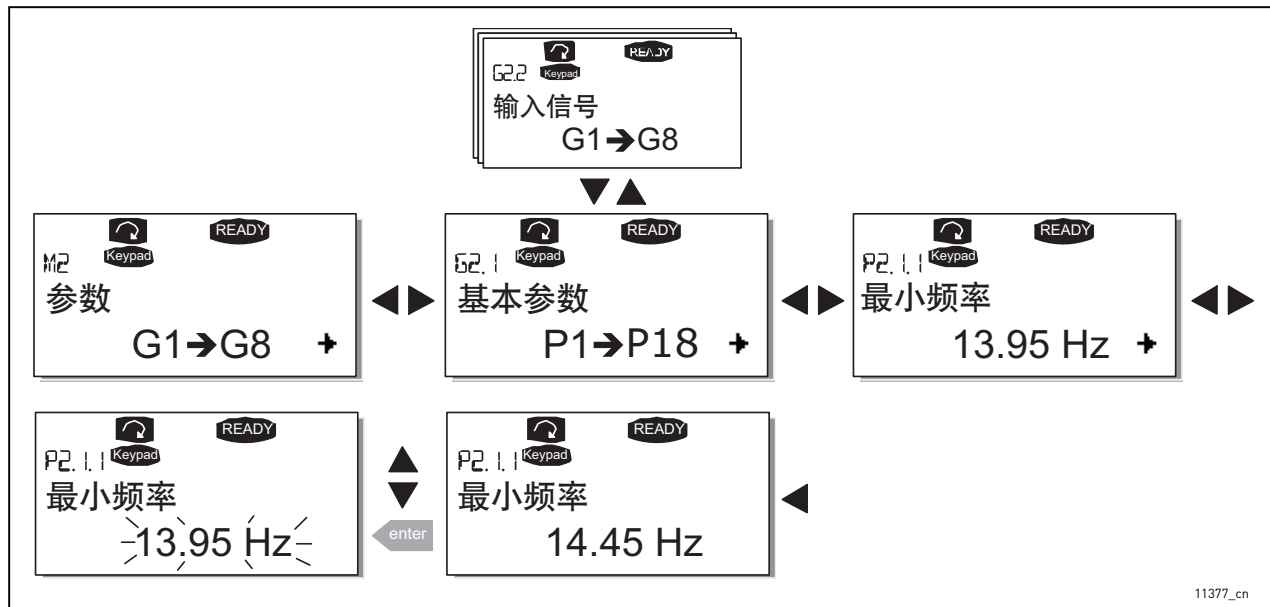 READY
G2.2 Keypad
输入信号
G1➔G8
READY
M2 Keypad
参数
G1➔G8
READY
G2.1 Keypad
基本参数
P1➔P18
READY
P2.1.1 Keypad
最小频率
13.95 Hz
READY
P2.1.1 Keypad
最小频率
13.95 Hz
enter
READY
P2.1.1 Keypad
最小频率
14.45 Hz
11377_cn